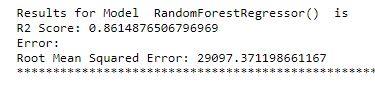 Results for Model  RandomForestRegressor()  is
R2 Score: 0.8614876506796969
Error:
Root Mean Squared Error: 29097.371198661167
**************************************************